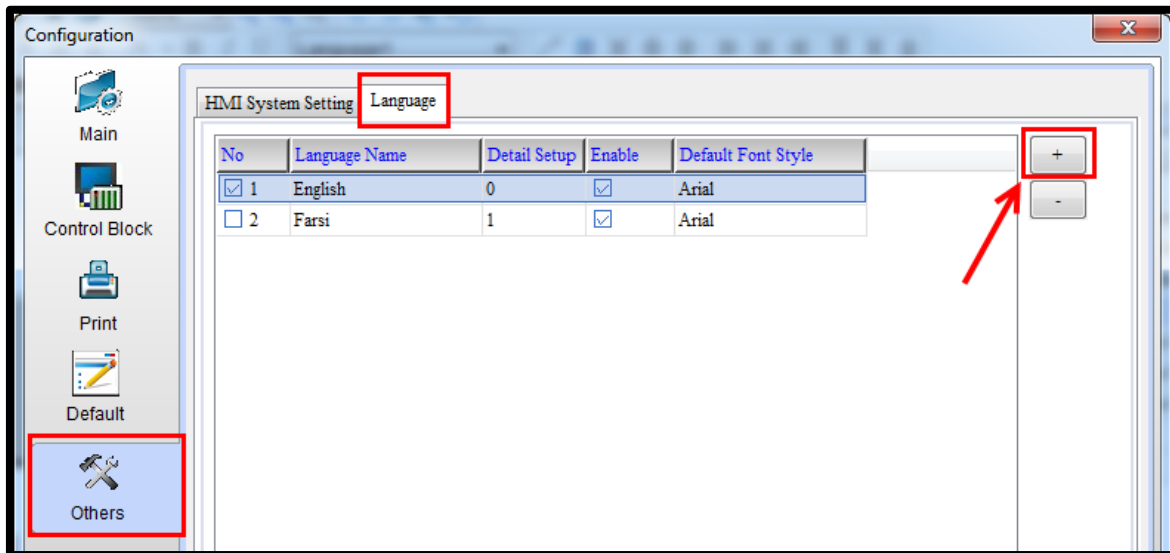 Configuration
X
Main
Control Block
Print
Default
Others
HMI System Setting Language
No Language Name Detail Setup Enable Default Font Style
1 English 0 Arial
2 Farsi 1 Arial
+
-